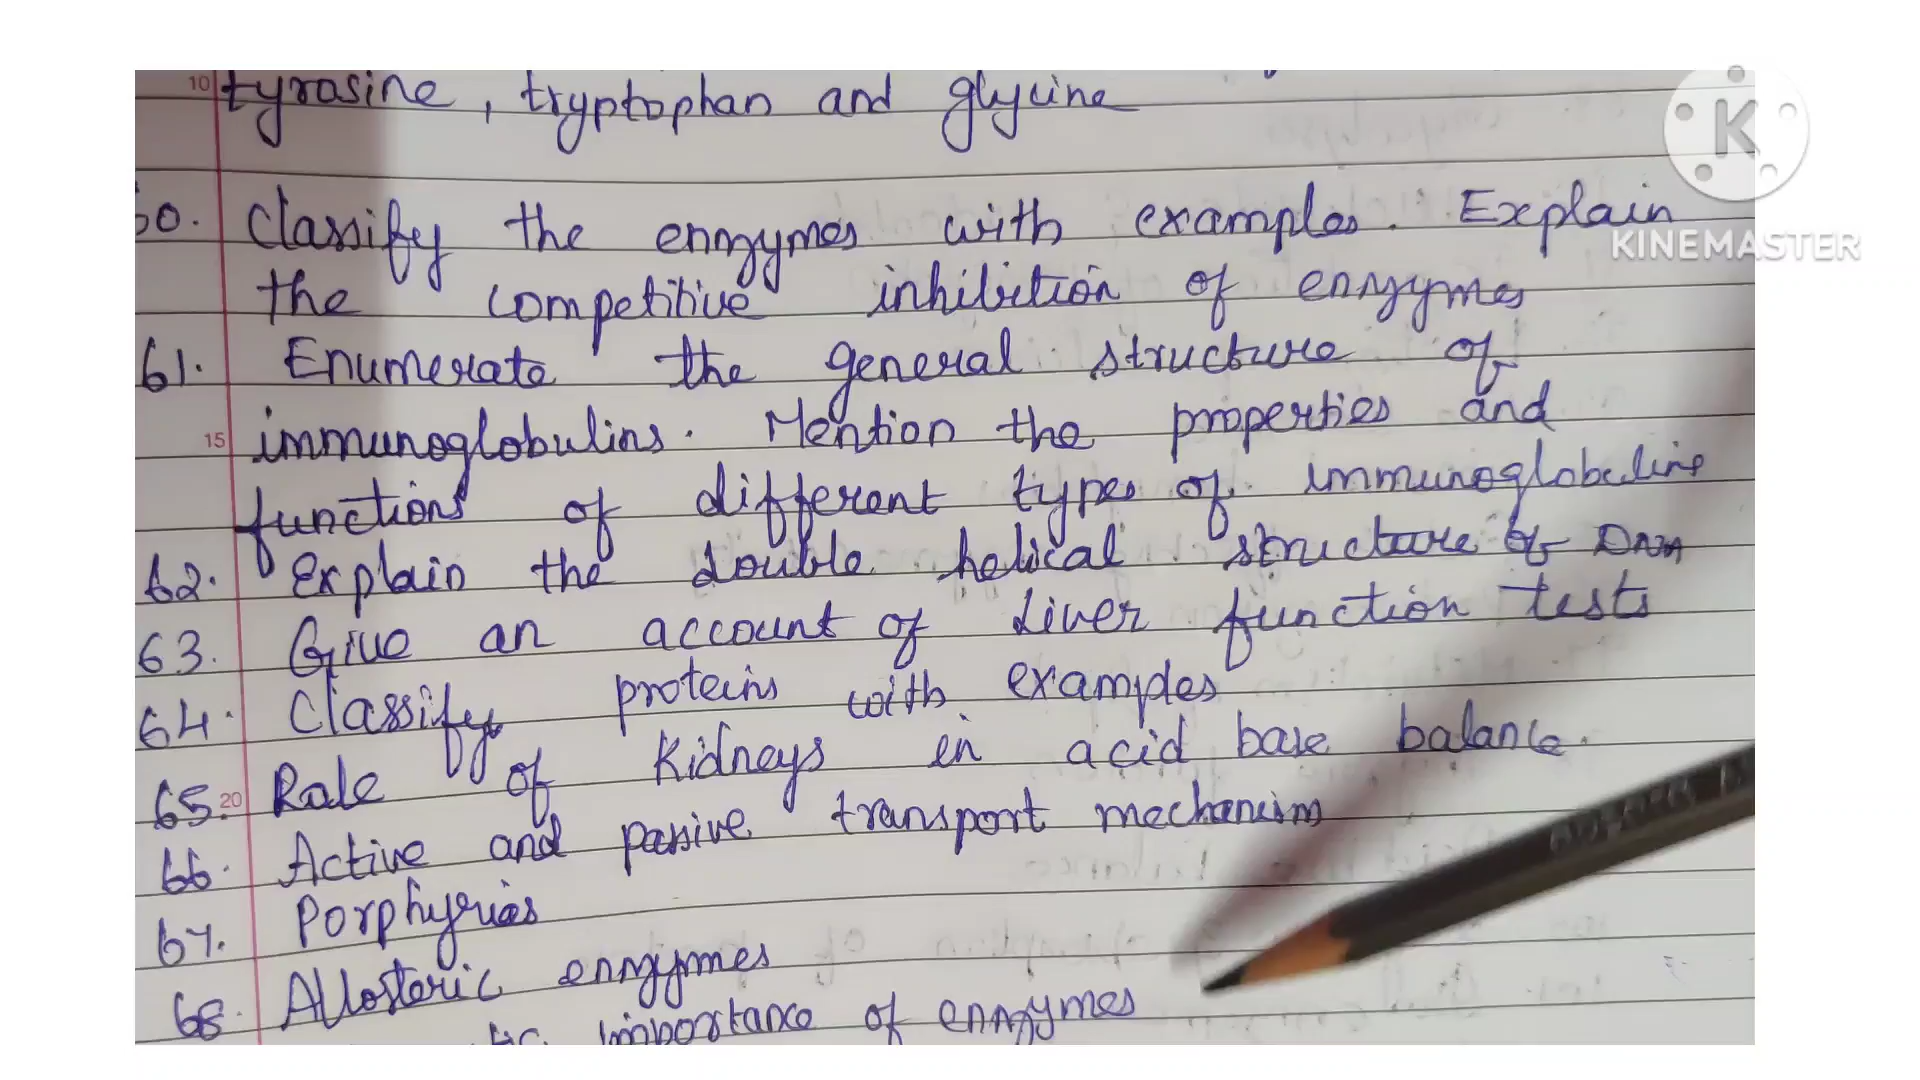 10 tyrosine, tryptophan and glycine
60. Classify the enzymes with examples. Explain
the competitive inhibition of enzymes
61. Enumerate the general structure of
15 immunoglobulins. Mention the properties and
functions of different types of immunoglobulins
62. Explain the double helical structure of DNA
63. Give an account of Liver function tests
64. Classify proteins with examples
65. 20 Role of Kidneys in acid base balance.
66. Active and passive transport mechanism
67. Porphyrias
68. Allosteric enzymes
importance of enzymes
K
KINEMASTER